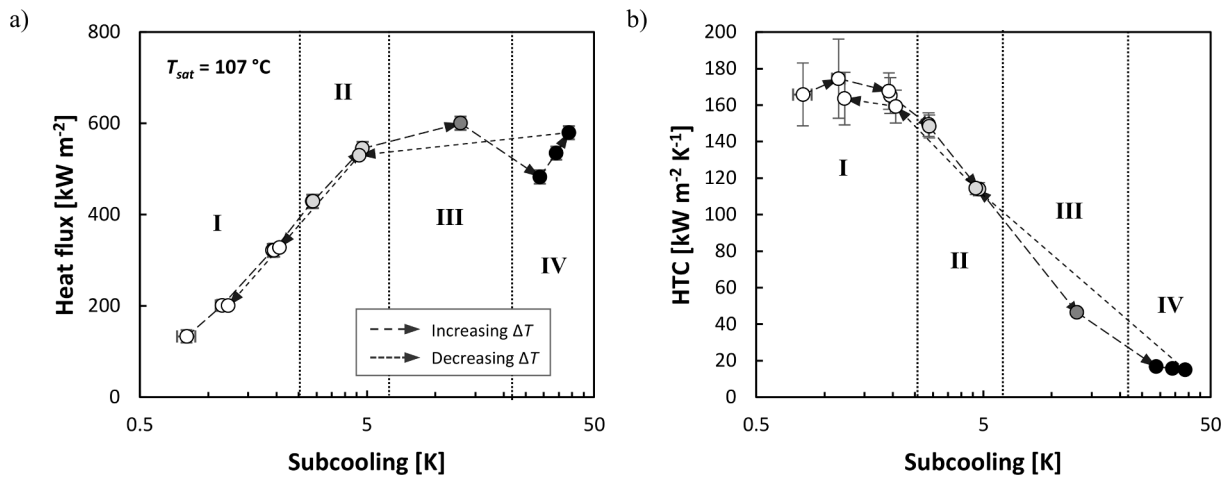 a)
Heat flux [kW m⁻²]
800
600
400
200
0
T_sat = 107 °C
I
II
III
IV
Increasing ΔT
Decreasing ΔT
0.5
5
50
Subcooling [K]
b)
HTC [kW m⁻² K⁻¹]
200
180
160
140
120
100
80
60
40
20
0
I
II
III
IV
0.5
5
50
Subcooling [K]